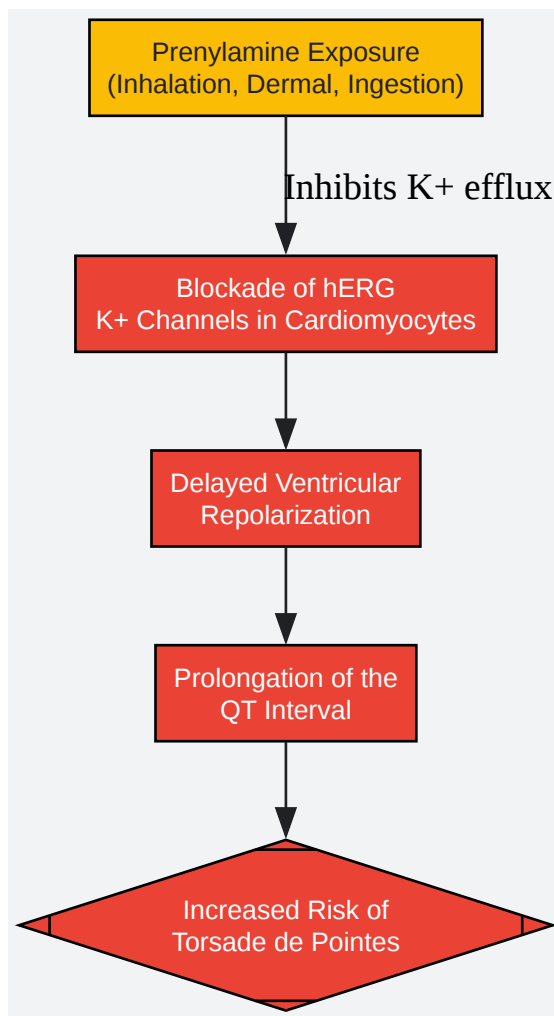 Prenylamine Exposure
(Inhalation, Dermal, Ingestion)
Inhibits K+ efflux
Blockade of hERG
K+ Channels in Cardiomyocytes
Delayed Ventricular
Repolarization
Prolongation of the
QT Interval
Increased Risk of
Torsade de Pointes